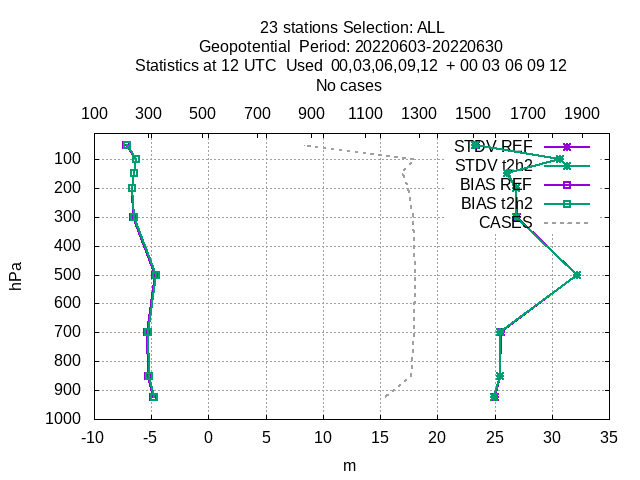 23 stations Selection: ALL
Geopotential  Period: 20220603-20220630
Statistics at 12 UTC  Used  00,03,06,09,12  + 00 03 06 09 12
No cases
100 300 500 700 900 1100 1300 1500 1700 1900
STDV REF
STDV t2h2
BIAS REF
BIAS t2h2
CASES
100
200
300
400
500
600
700
800
900
1000
hPa
-10 -5 0 5 10 15 20 25 30 35
m